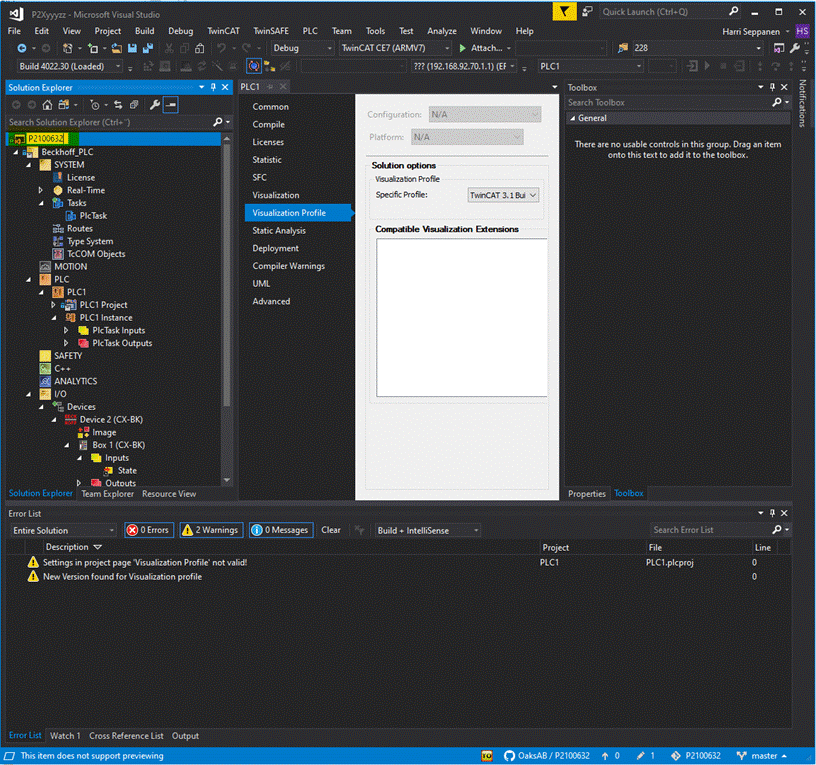 P2Xyyyzz - Microsoft Visual Studio
Quick Launch (Ctrl+Q)
File Edit View Project Build Debug TwinCAT TwinSAFE PLC Team Tools Test Analyze Window Help
Harri Seppanen HS
Debug TwinCAT CE7 (ARMV7) Attach... 228
Build 4022.30 (Loaded) ??? (192.168.92.70.1.1) (EF PLC1
Solution Explorer
Search Solution Explorer (Ctrl+¨)
P2100632
Beckhoff_PLC
SYSTEM
License
Real-Time
Tasks
PlcTask
Routes
Type System
TcCOM Objects
MOTION
PLC
PLC1
PLC1 Project
PLC1 Instance
PlcTask Inputs
PlcTask Outputs
SAFETY
C++
ANALYTICS
I/O
Devices
Device 2 (CX-BK)
Image
Box 1 (CX-BK)
Inputs
State
Outputs
Solution Explorer Team Explorer Resource View
PLC1
Common
Compile
Licenses
Statistic
SFC
Visualization
Visualization Profile
Static Analysis
Deployment
Compiler Warnings
UML
Advanced
Configuration: N/A
Platform: N/A
Solution options
Visualization Profile
Specific Profile: TwinCAT 3.1 Bui
Compatible Visualization Extensions
Toolbox
Search Toolbox
General
There are no usable controls in this group. Drag an item
onto this text to add it to the toolbox.
Properties Toolbox
Notifications
Error List
Entire Solution 0 Errors 2 Warnings 0 Messages Clear Build + IntelliSense Search Error List
Description Project File Line
Settings in project page 'Visualization Profile' not valid! PLC1 PLC1.plcproj 0
New Version found for Visualization profile 0
Error List Watch 1 Cross Reference List Output
This item does not support previewing OaksAB / P2100632 0 1 P2100632 master